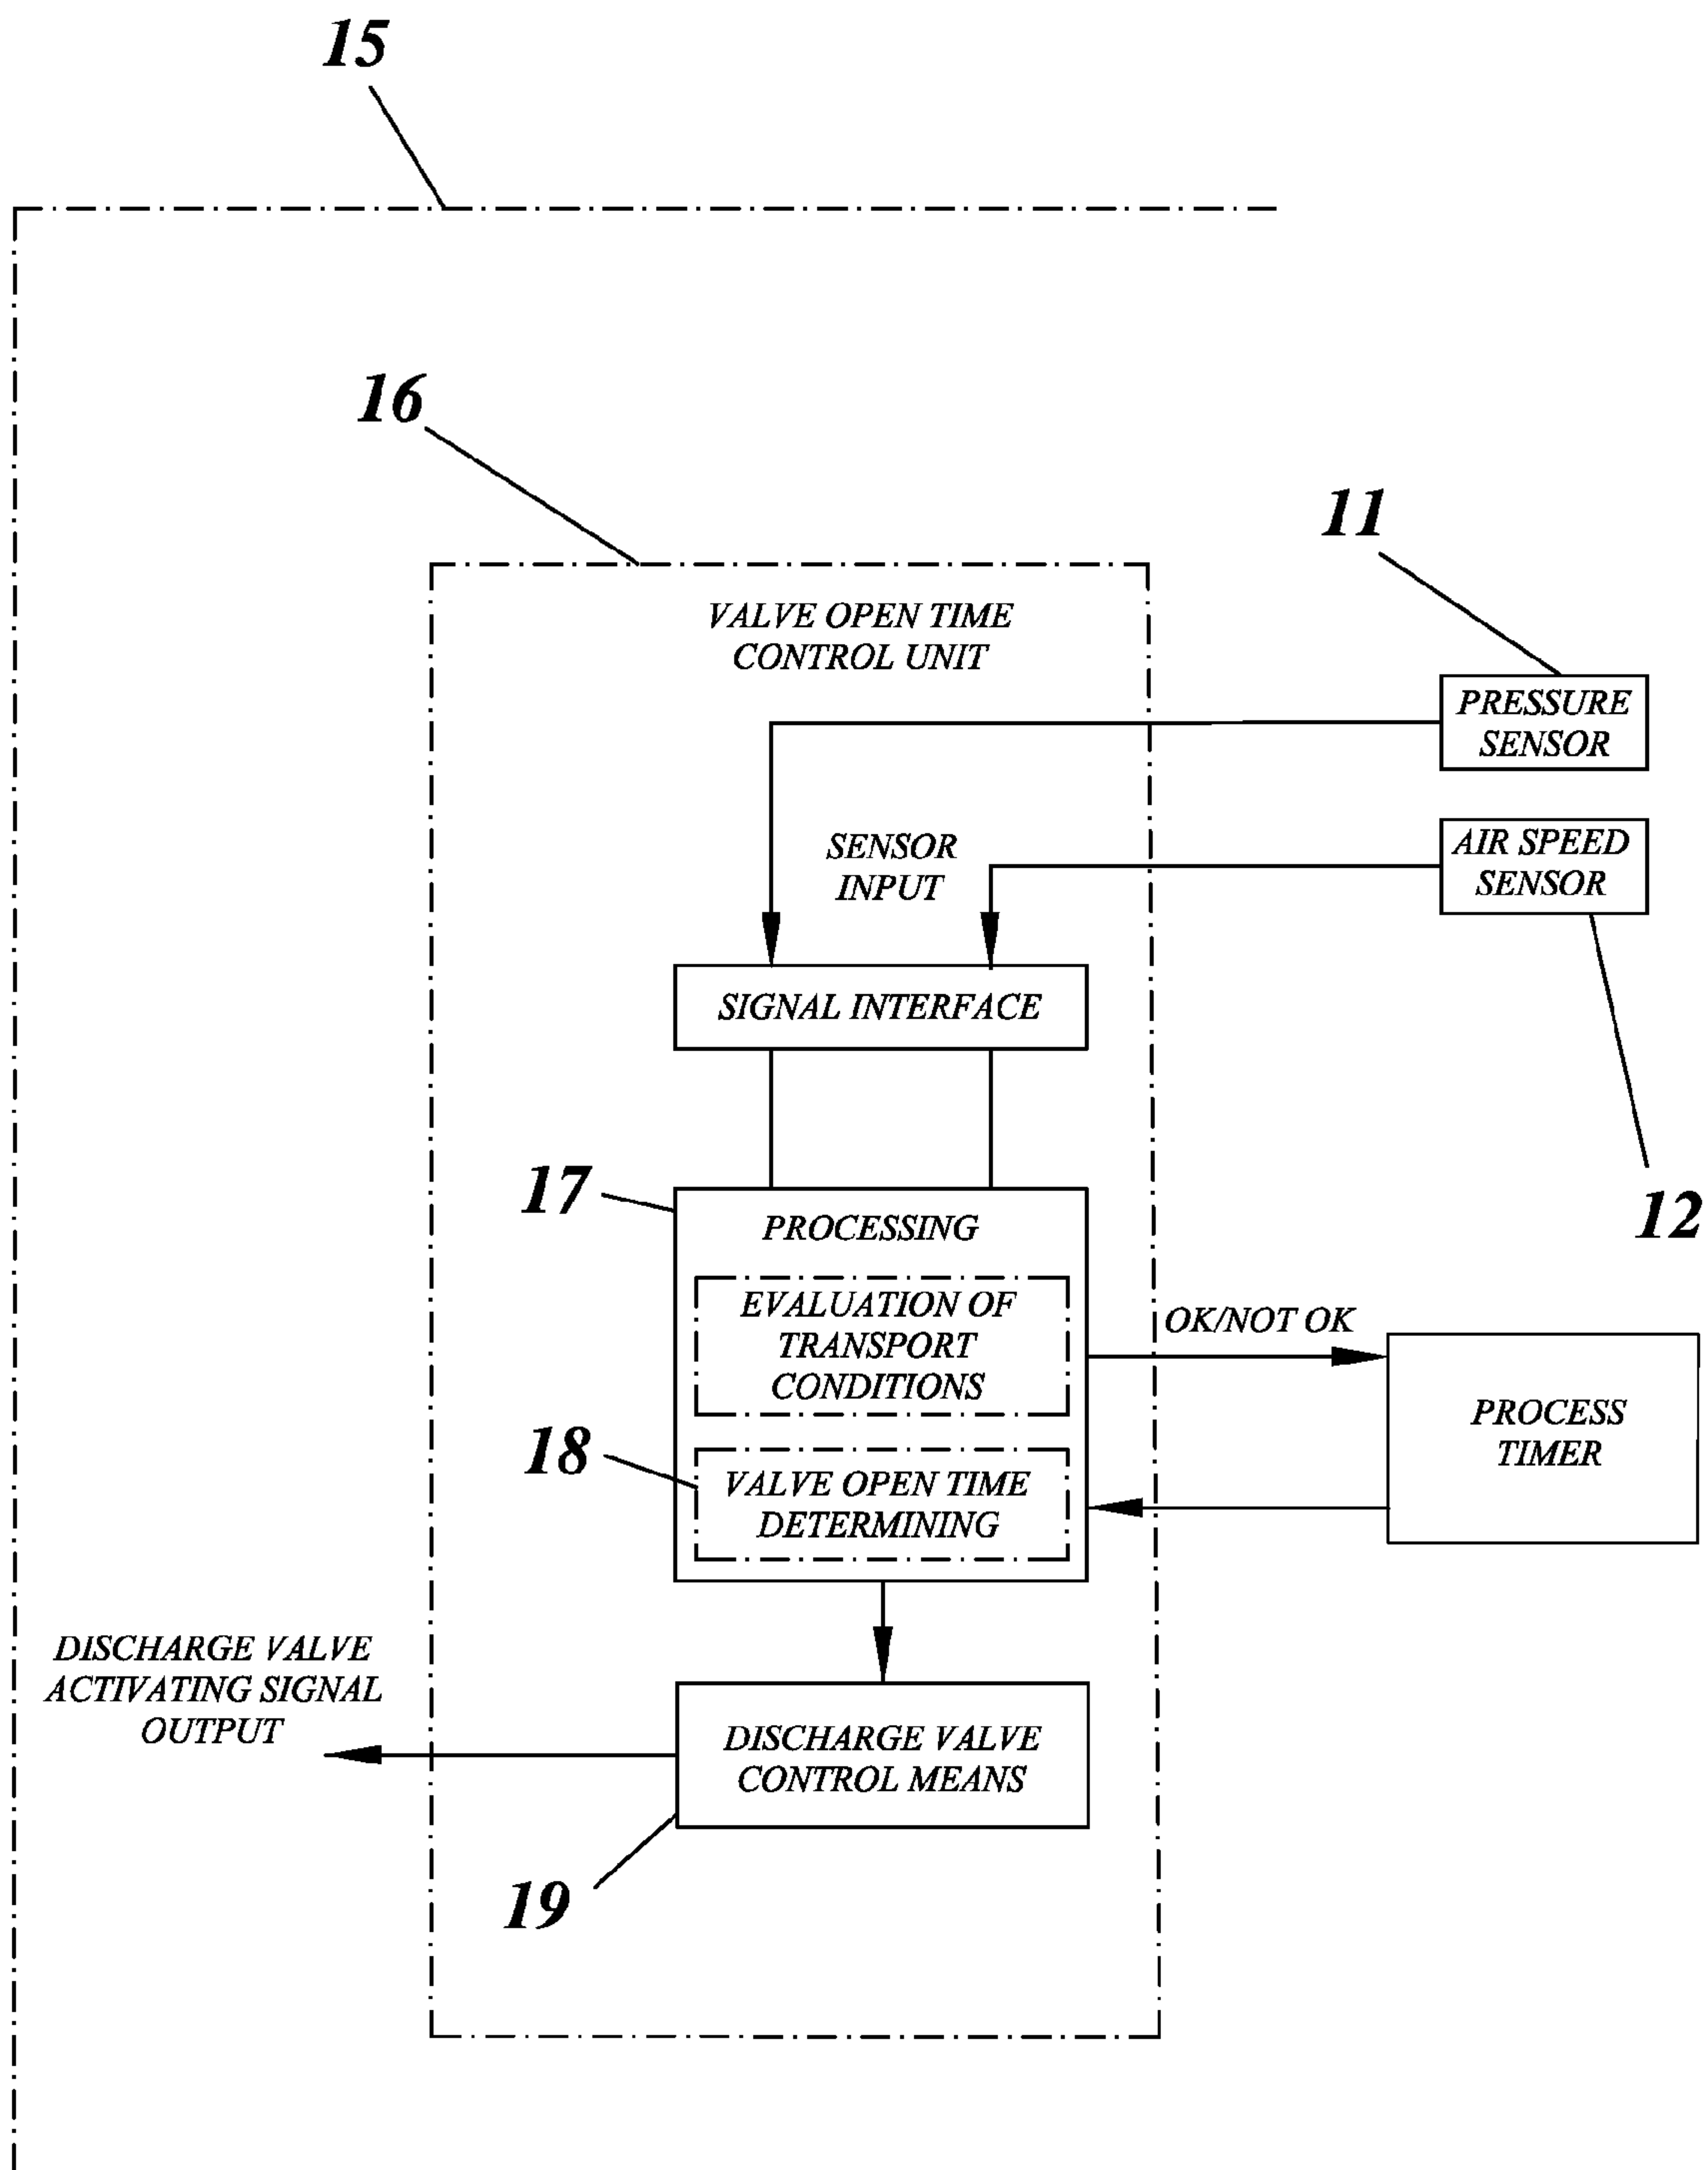 15
16
11
VALVE OPEN TIME
CONTROL UNIT
PRESSURE
SENSOR
AIR SPEED
SENSOR
SENSOR
INPUT
SIGNAL INTERFACE
17
12
PROCESSING
EVALUATION OF
TRANSPORT
CONDITIONS
OK/NOT OK
PROCESS
TIMER
18
VALVE OPEN TIME
DETERMINING
DISCHARGE VALVE
ACTIVATING SIGNAL
OUTPUT
DISCHARGE VALVE
CONTROL MEANS
19